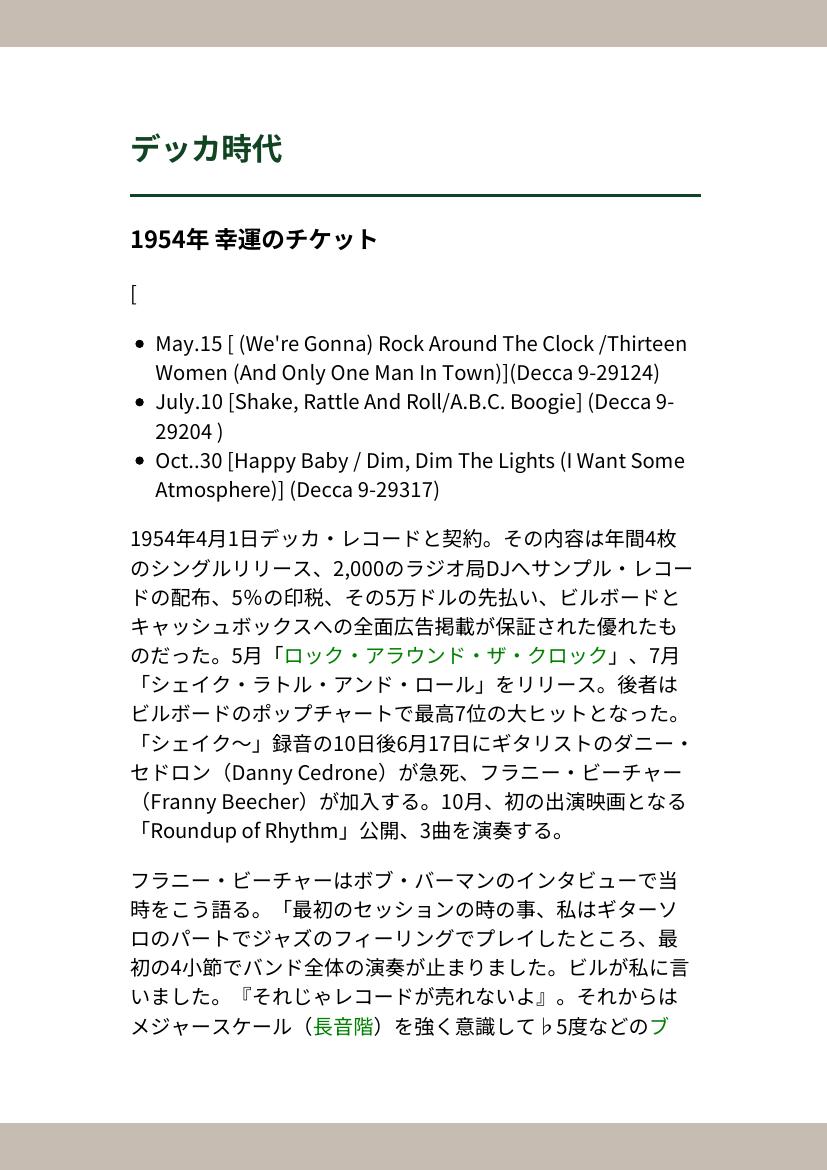 デッカ時代
1954年 幸運のチケット
[
• May.15 [ (We're Gonna) Rock Around The Clock /Thirteen
Women (And Only One Man In Town)](Decca 9-29124)
• July.10 [Shake, Rattle And Roll/A.B.C. Boogie] (Decca 9-
29204 )
• Oct..30 [Happy Baby / Dim, Dim The Lights (I Want Some
Atmosphere)] (Decca 9-29317)
1954年4月1日デッカ・レコードと契約。その内容は年間4枚
のシングルリリース、2,000のラジオ局DJへサンプル・レコー
ドの配布、5%の印税、その5万ドルの先払い、ビルボードと
キャッシュボックスへの全面広告掲載が保証された優れたも
のだった。5月「ロック・アラウンド・ザ・クロック」、7月
「シェイク・ラトル・アンド・ロール」をリリース。後者は
ビルボードのポップチャートで最高7位の大ヒットとなった。
「シェイク〜」録音の10日後6月17日にギタリストのダニー・
セドロン（Danny Cedrone）が急死、フラニー・ビーチャー
（Franny Beecher）が加入する。10月、初の出演映画となる
「Roundup of Rhythm」公開、3曲を演奏する。
フラニー・ビーチャーはボブ・バーマンのインタビューで当
時をこう語る。「最初のセッションの時の事、私はギターソ
ロのパートでジャズのフィーリングでプレイしたところ、最
初の4小節でバンド全体の演奏が止まりました。ビルが私に言
いました。『それじゃレコードが売れないよ』。それからは
メジャースケール（長音階）を強く意識して♭5度などのブ